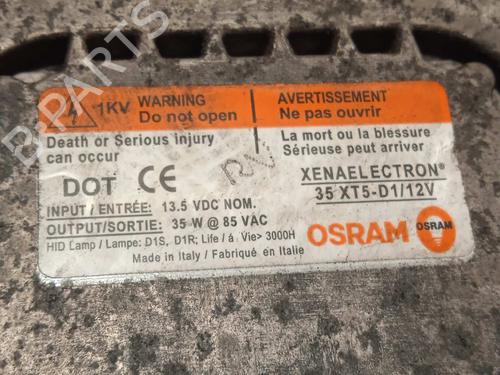 1KV WARNING
Do not open
Death or Serious injury
can occur
AVERTISSEMENT
Ne pas ouvrir
La mort ou la blessure
Sérieuse peut arriver
DOT CE
INPUT / ENTRÉE: 13.5 VDC NOM.
OUTPUT/SORTIE: 35 W @ 85 VAC
HID Lamp / Lampe: D1S, D1R; Life / á Vie> 3000H
Made in Italy / Fabriqué en Italie
XENAELECTRON®
35 XT5-D1/12V
OSRAM
OSRAM
B-PARTS